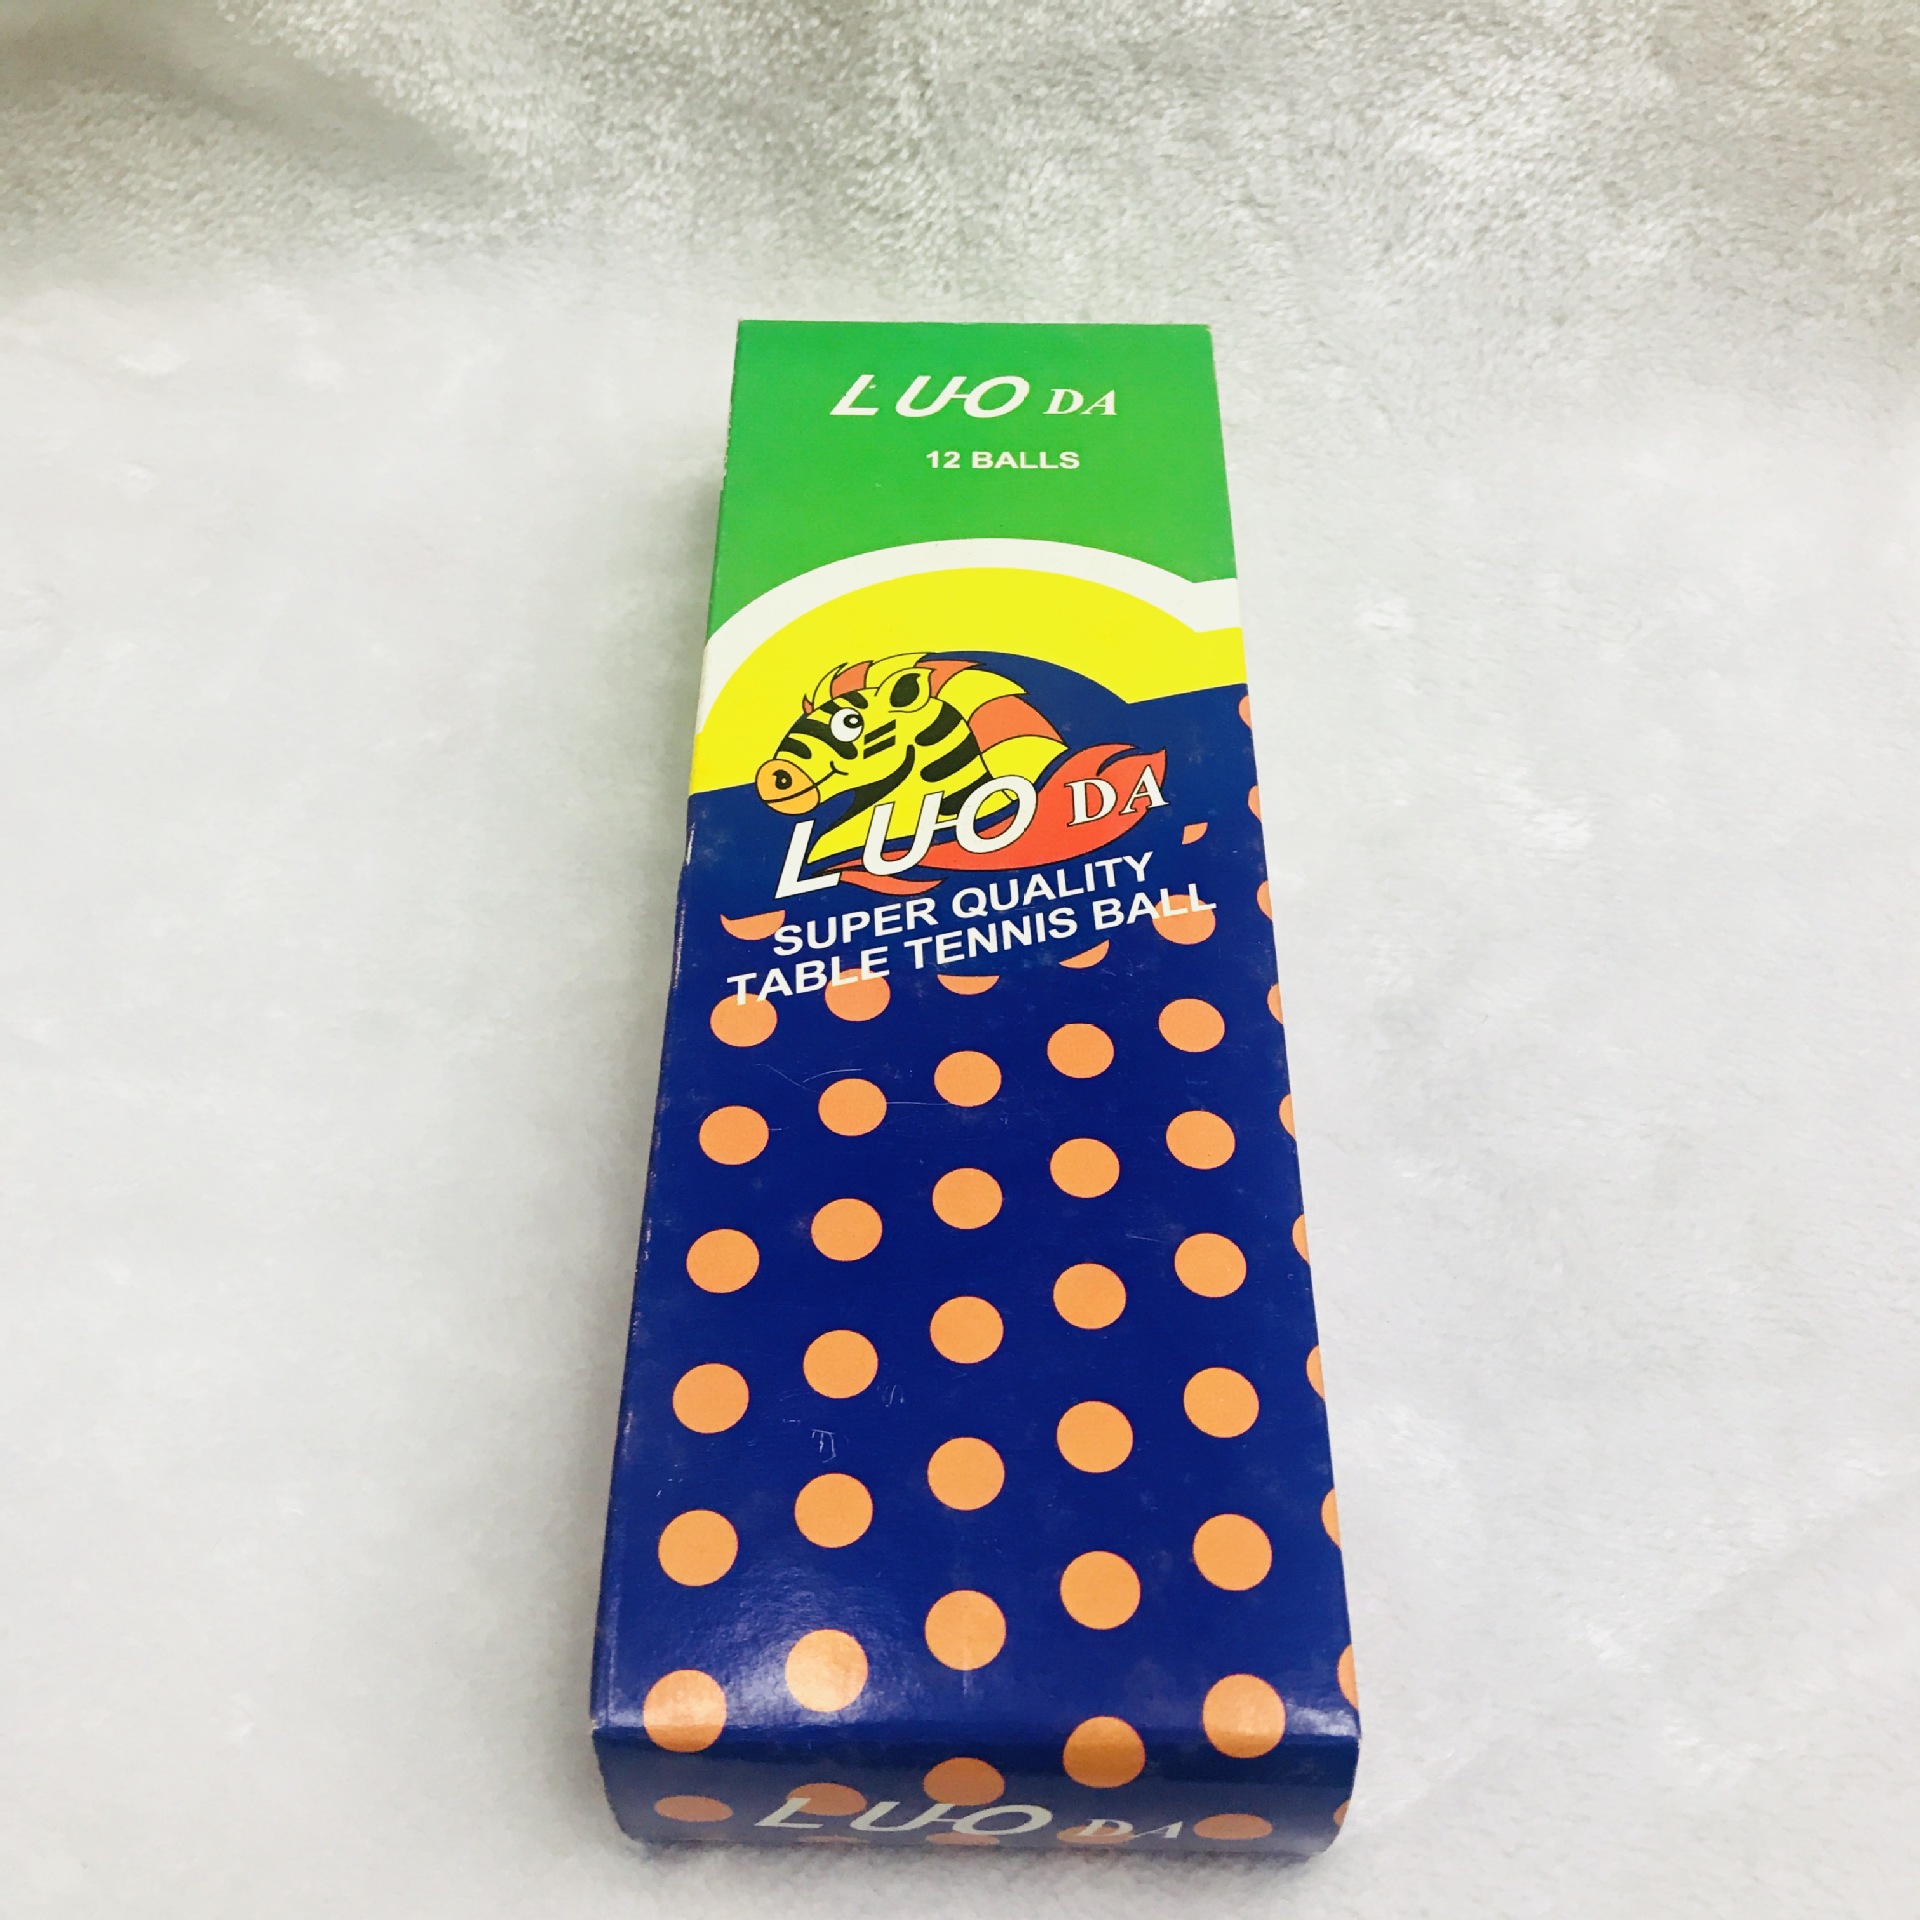 LUO DA
12 BALLS
LUO DA
SUPER QUALITY
TABLE TENNIS BALL
LUO DA